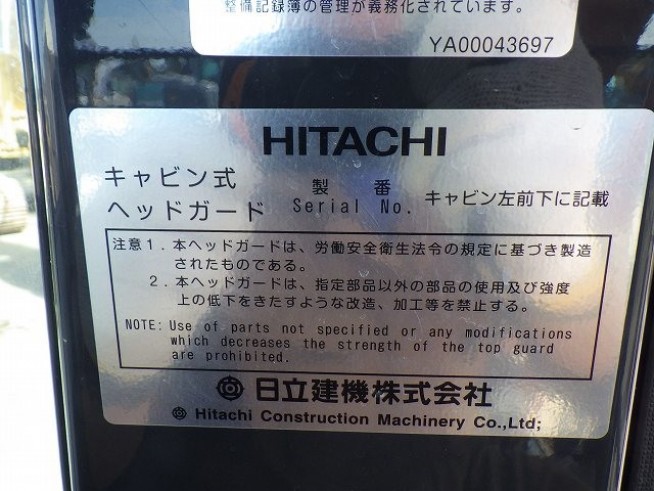 整備記録簿の管理が義務化されています。
YA00043697
HITACHI
キャビン式
ヘッドガード
製 番
Serial No.
キャビン左前下に記載
注意1．本ヘッドガードは、労働安全衛生法令の規定に基づき製造
されたものである。
2．本ヘッドガードは、指定部品以外の部品の使用及び強度
上の低下をきたすような改造、加工等を禁止する。
NOTE: Use of parts not specified or any modifications
which decreases the strength of the top guard
are prohibited.
日立建機株式会社
Hitachi Construction Machinery Co.,Ltd;